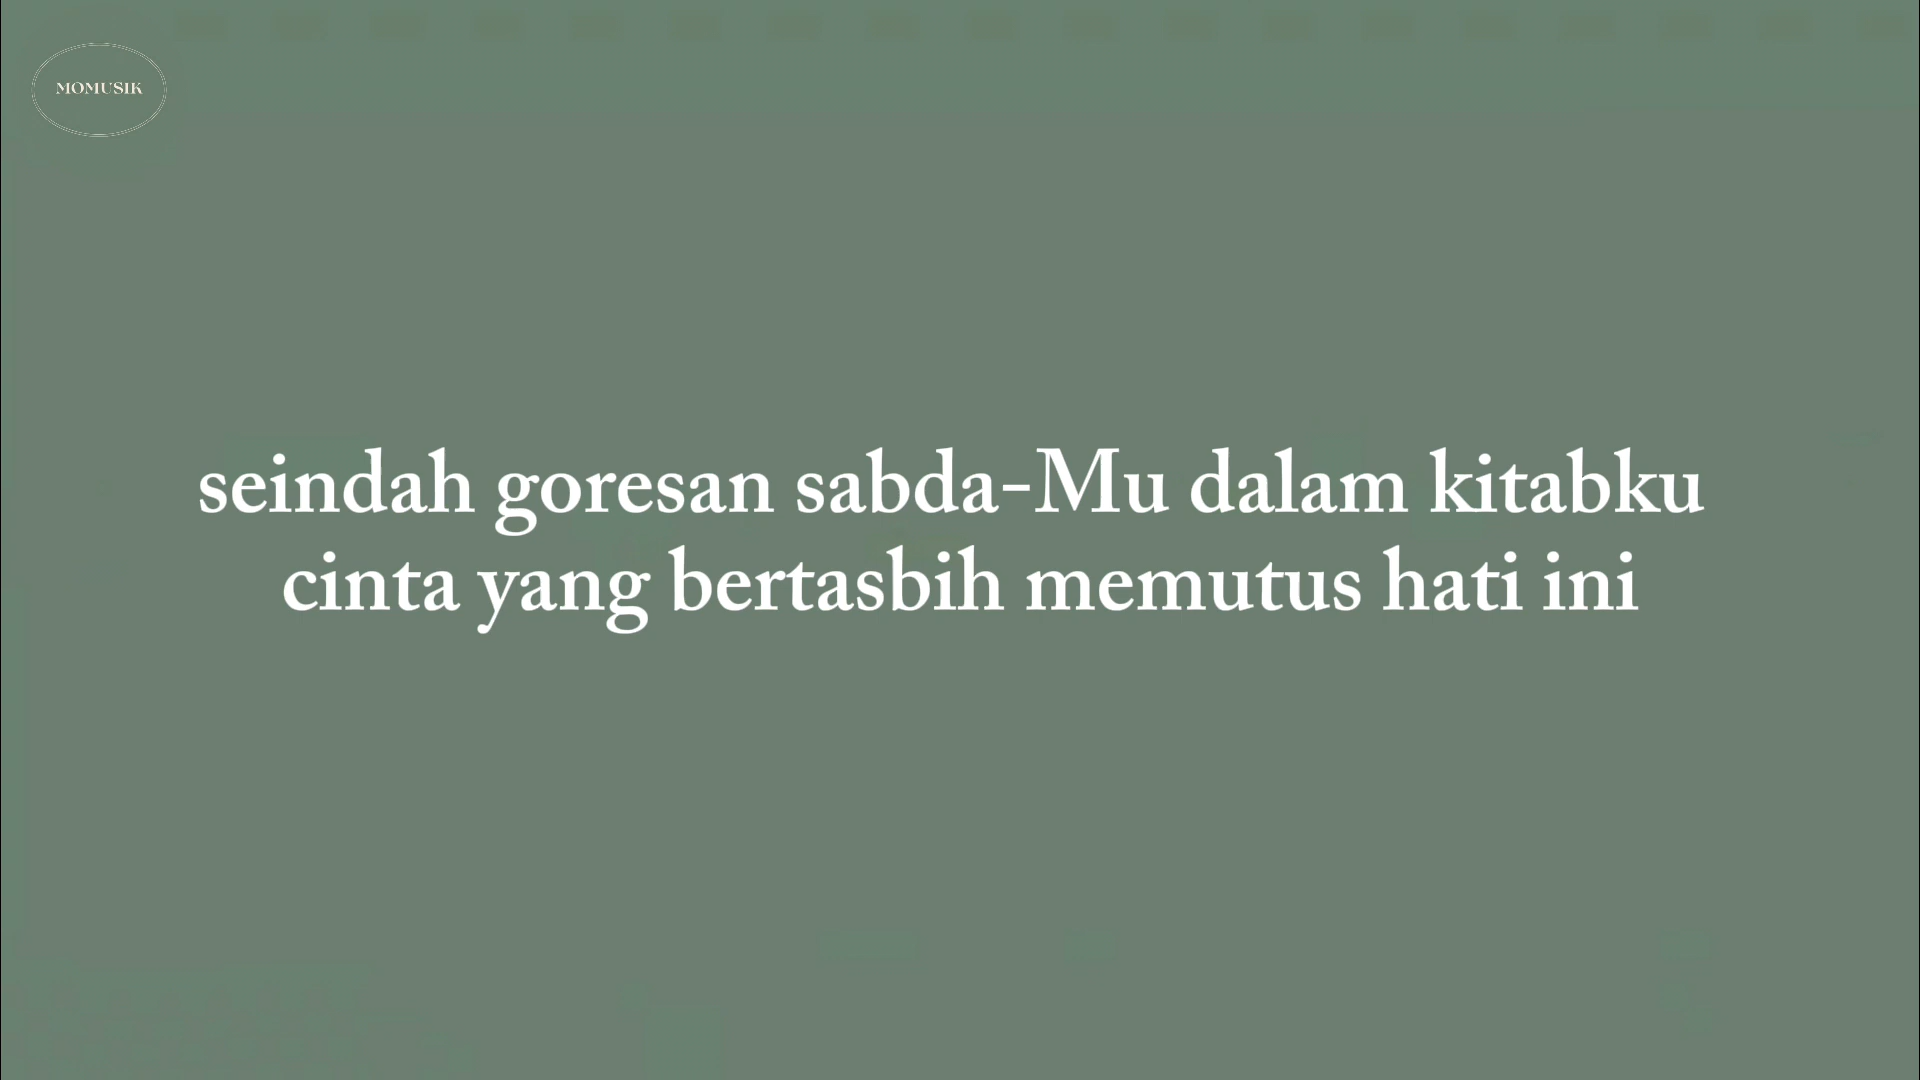 MOMUSIK
seindah goresan sabda-Mu dalam kitabku
cinta yang bertasbih memutus hati ini